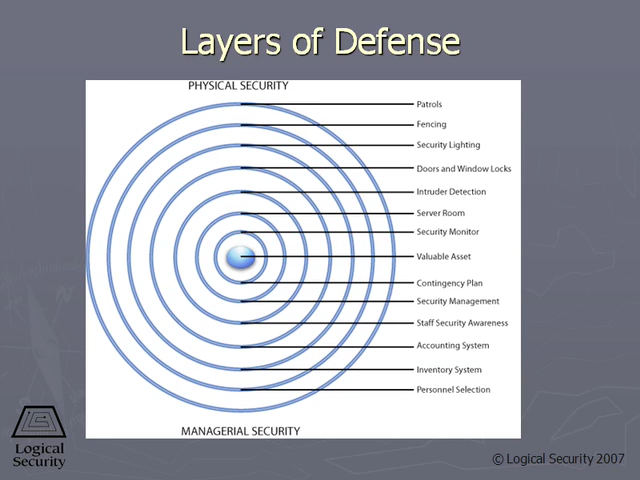 Layers of Defense
PHYSICAL SECURITY
Patrols
Fencing
Security Lighting
Doors and Window Locks
Intruder Detection
Server Room
Security Monitor
Valuable Asset
Contingency Plan
Security Management
Staff Security Awareness
Accounting System
Inventory System
Personnel Selection
MANAGERIAL SECURITY
Logical
Security
© Logical Security 2007